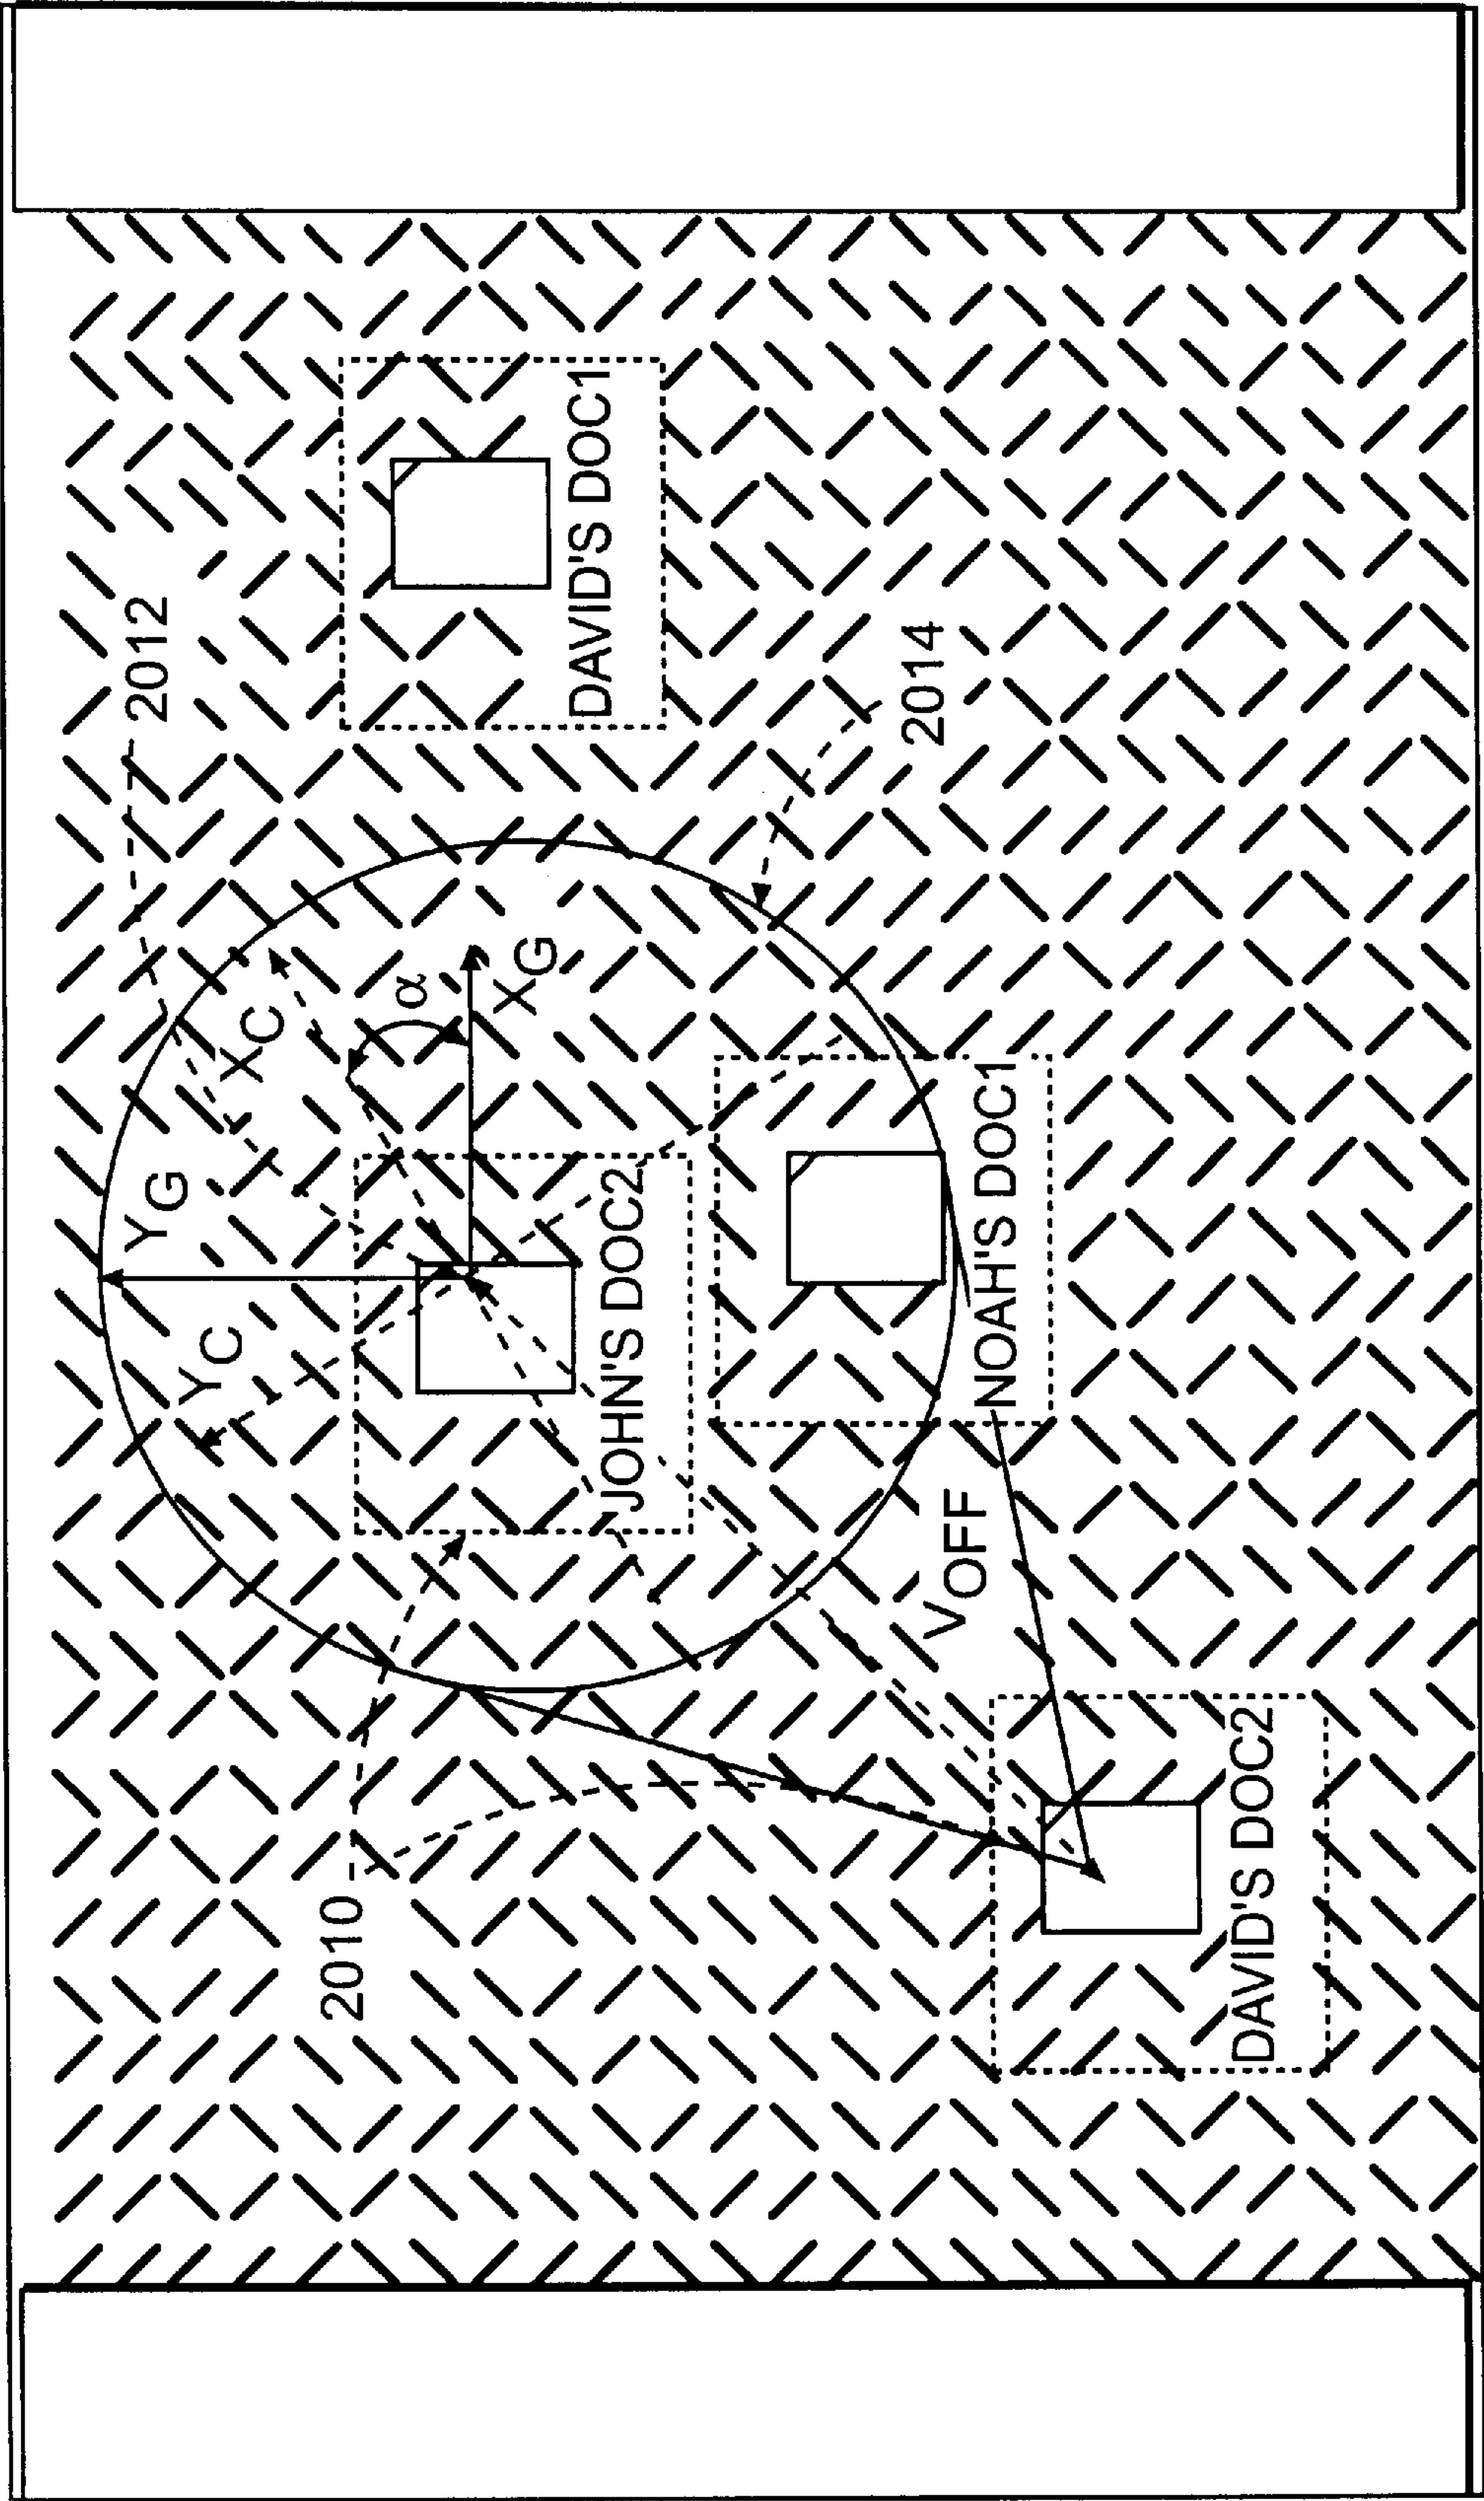 2012
DAVID'S DOC1
2014
XC
α
XG
YG
YC
JOHN'S DOC2
NOAH'S DOC1
VOFF
2010
DAVID'S DOC2